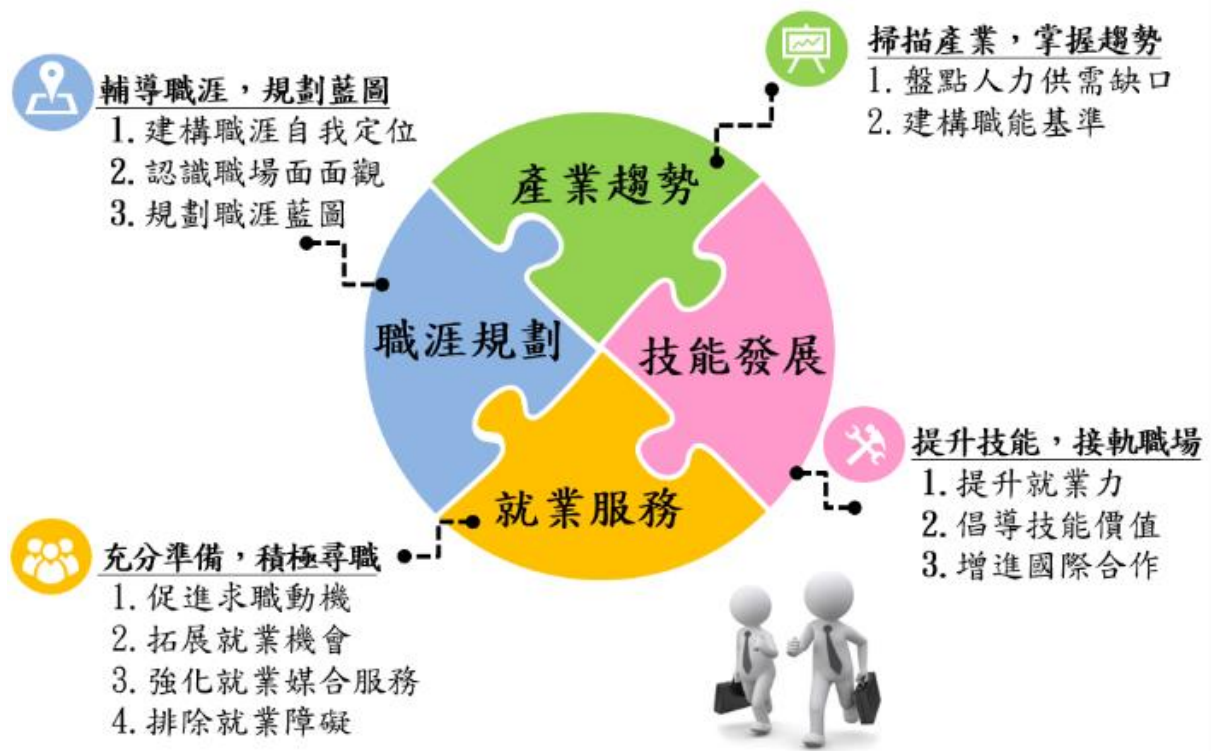 掃描產業，掌握趨勢
1. 盤點人力供需缺口
2. 建構職能基準
輔導職涯，規劃藍圖
1. 建構職涯自我定位
2. 認識職場面面觀
3. 規劃職涯藍圖
產業趨勢
職涯規劃
技能發展
就業服務
提升技能，接軌職場
1. 提升就業力
2. 倡導技能價值
3. 增進國際合作
充分準備，積極尋職
1. 促進求職動機
2. 拓展就業機會
3. 強化就業媒合服務
4. 排除就業障礙